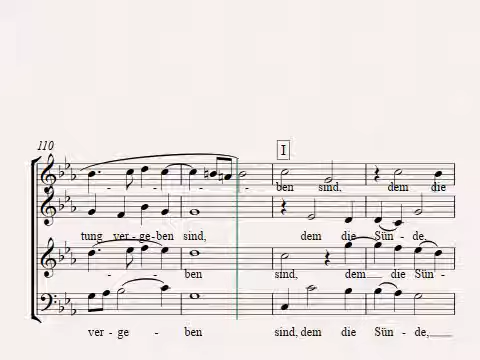 110
I
- - - - ben sind, dem die
tung ver - ge - ben sind, dem die Sün - de,
- - ben sind, dem die Sün -
ver - ge - ben sind, dem die Sün - de,